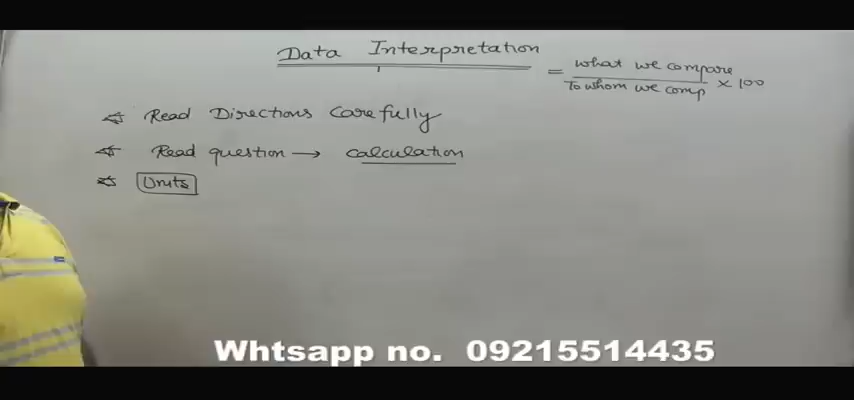 Data Interpretation
= what we compare
To whom we comp × 100
Read Directions Carefully
Read question → calculation
Units
Whtsapp no. 09215514435